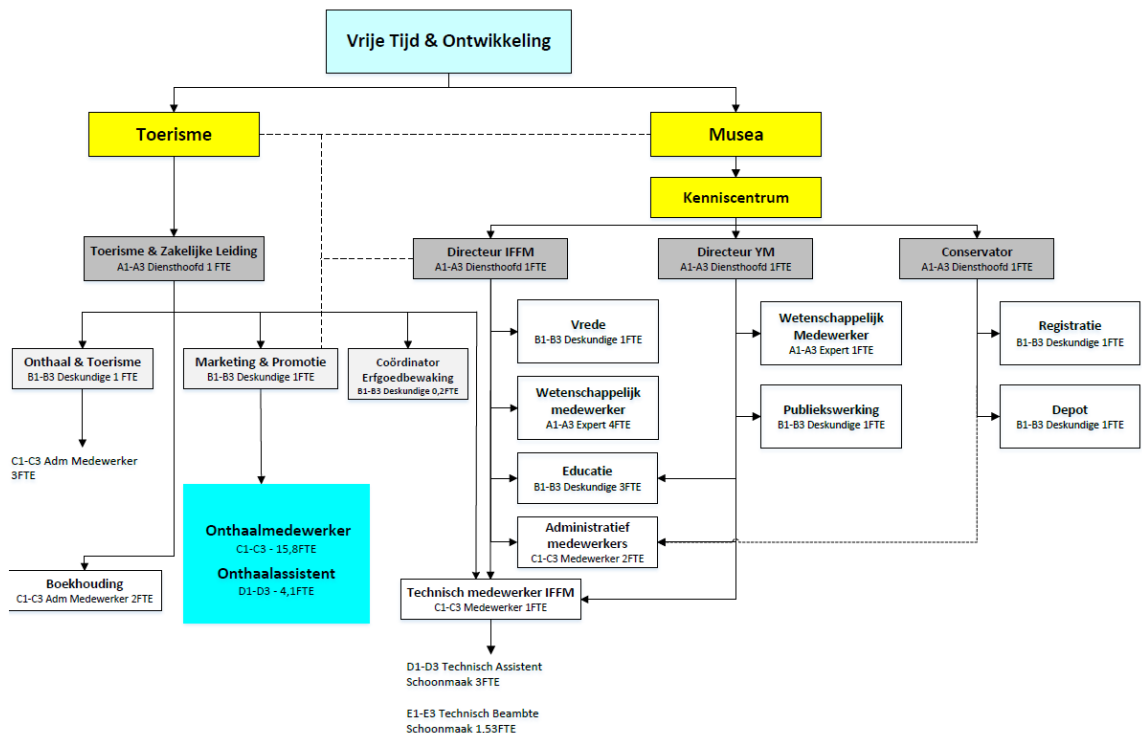 Vrije Tijd & Ontwikkeling
Toerisme
Musea
Kenniscentrum
Toerisme & Zakelijke Leiding
A1-A3 Diensthoofd 1 FTE
Directeur IFFM
A1-A3 Diensthoofd 1FTE
Directeur YM
A1-A3 Diensthoofd 1FTE
Conservator
A1-A3 Diensthoofd 1FTE
Onthaal & Toerisme
B1-B3 Deskundige 1 FTE
Marketing & Promotie
B1-B3 Deskundige 1FTE
Coördinator
Erfgoedbewaking
B1-B3 Deskundige 0,2FTE
Vrede
B1-B3 Deskundige 1FTE
Wetenschappelijk
Medewerker
A1-A3 Expert 1FTE
Registratie
B1-B3 Deskundige 1FTE
Wetenschappelijk
medewerker
A1-A3 Expert 4FTE
Publiekswerking
B1-B3 Deskundige 1FTE
Depot
B1-B3 Deskundige 1FTE
C1-C3 Adm Medewerker
3FTE
Educatie
B1-B3 Deskundige 3FTE
Onthaalmedewerker
C1-C3 - 15,8FTE
Onthaalassistent
D1-D3 - 4,1FTE
Administratief
medewerkers
C1-C3 Medewerker 2FTE
Boekhouding
C1-C3 Adm Medewerker 2FTE
Technisch medewerker IFFM
C1-C3 Medewerker 1FTE
D1-D3 Technisch Assistent
Schoonmaak 3FTE
E1-E3 Technisch Beambte
Schoonmaak 1.53FTE